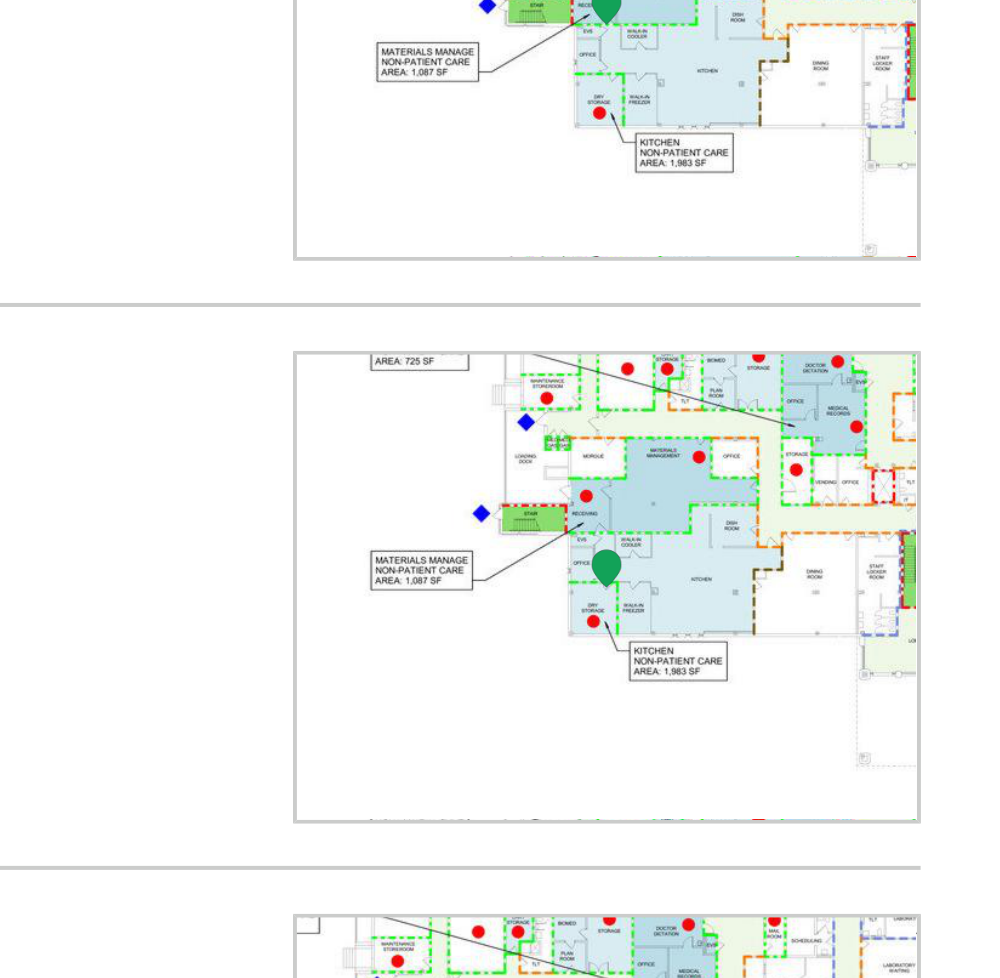 STAIR
EVS
WALK-IN
COOLER
DISH
ROOM
OFFICE
KITCHEN
DINING
ROOM
STAFF
LOCKER
ROOM
MATERIALS MANAGE
NON-PATIENT CARE
AREA: 1,087 SF
DRY
STORAGE
WALK-IN
FREEZER
KITCHEN
NON-PATIENT CARE
AREA: 1,983 SF
AREA: 725 SF
STORAGE
BIOMED
STORAGE
DOCTOR
DICTATION
EVS
MAINTENANCE
STOREROOM
PLAN
ROOM
TLT
OFFICE
MEDICAL
RECORDS
LOADING
DOCK
MORGUE
MATERIALS
MANAGEMENT
OFFICE
STORAGE
VENDING
OFFICE
TLT
IT
STAIR
RECEIVING
DISH
ROOM
EVS
WALK-IN
COOLER
OFFICE
KITCHEN
DINING
ROOM
STAFF
LOCKER
ROOM
MATERIALS MANAGE
NON-PATIENT CARE
AREA: 1,087 SF
DRY
STORAGE
WALK-IN
FREEZER
KITCHEN
NON-PATIENT CARE
AREA: 1,983 SF
STORAGE
BIOMED
STORAGE
DOCTOR
DICTATION
EVS
MAIL
ROOM
SCHEDULING
TLT
MAINTENANCE
STOREROOM
PLAN
ROOM
TLT
OFFICE
MEDICAL
RECORDS
LABORATORY
WAITING